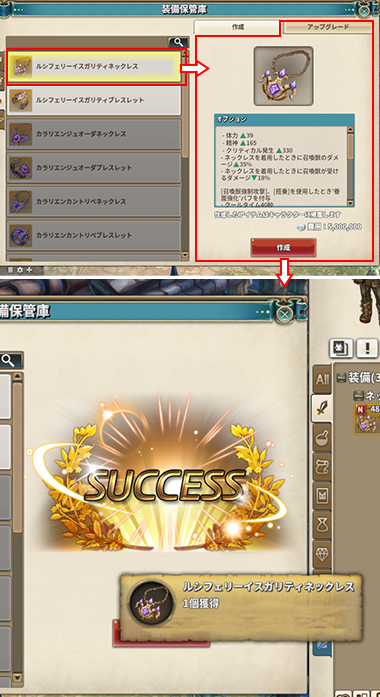 装備保管庫
作成
アップグレード
ルシフェリーイスガリティネックレス
ルシフェリーイスガリティブレスレット
カラリエンジュオーダネックレス
カラリエンジュオーダブレスレット
カラリエンカントリベネックレス
カラリエンカントリベブレスレット
オプション
- 体力 ▲39
- 精神 ▲165
- クリティカル発生 ▲330
- ネックレスを着用したときに召喚獣のダメ
ージ▲35%
- ネックレスを着用したときに召喚獣が受け
るダメージ▼18%
[召喚獣強制攻撃]、[搭乗]を使用したとき'眷
属強化'バフを付与
- クールタイム40秒
作成したアイテムはキャラクターに帰属します
費用 : 5,000,000
作成
備保管庫
All
装備(3
ネッ
N
48
SUCCESS
ルシフェリーイスガリティネックレス
1個獲得